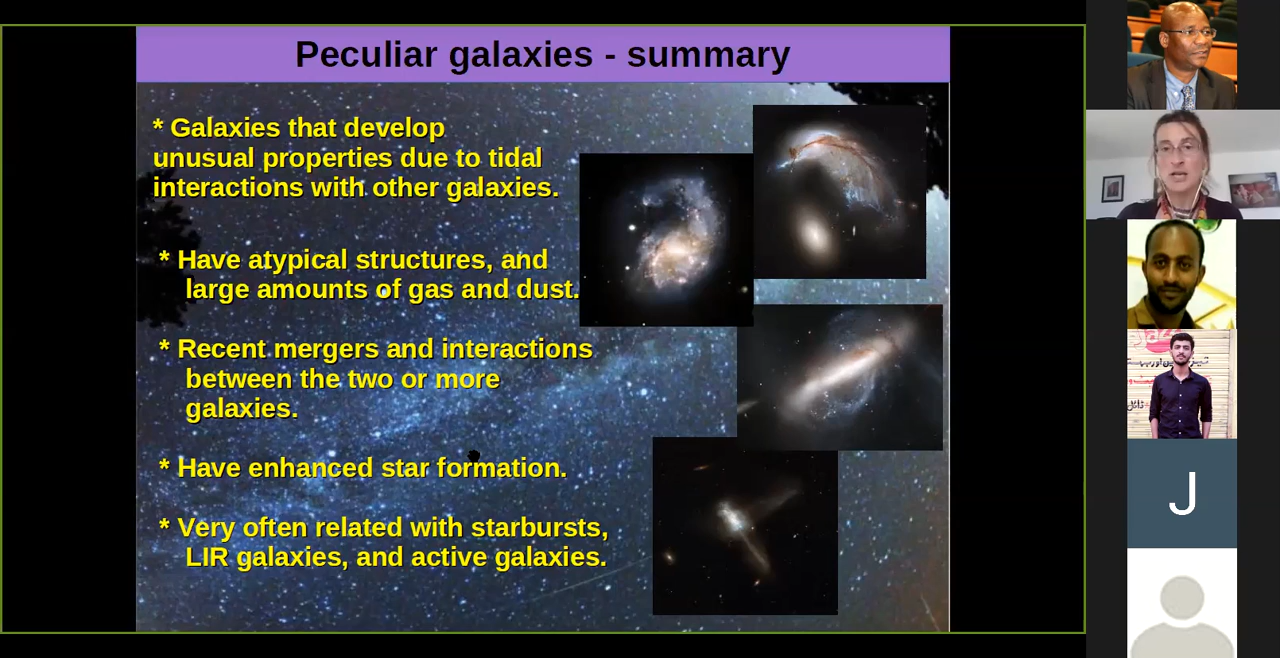 Peculiar galaxies - summary
* Galaxies that develop
unusual properties due to tidal
interactions with other galaxies.
* Have atypical structures, and
large amounts of gas and dust.
* Recent mergers and interactions
between the two or more
galaxies.
* Have enhanced star formation.
* Very often related with starbursts,
LIR galaxies, and active galaxies.
J